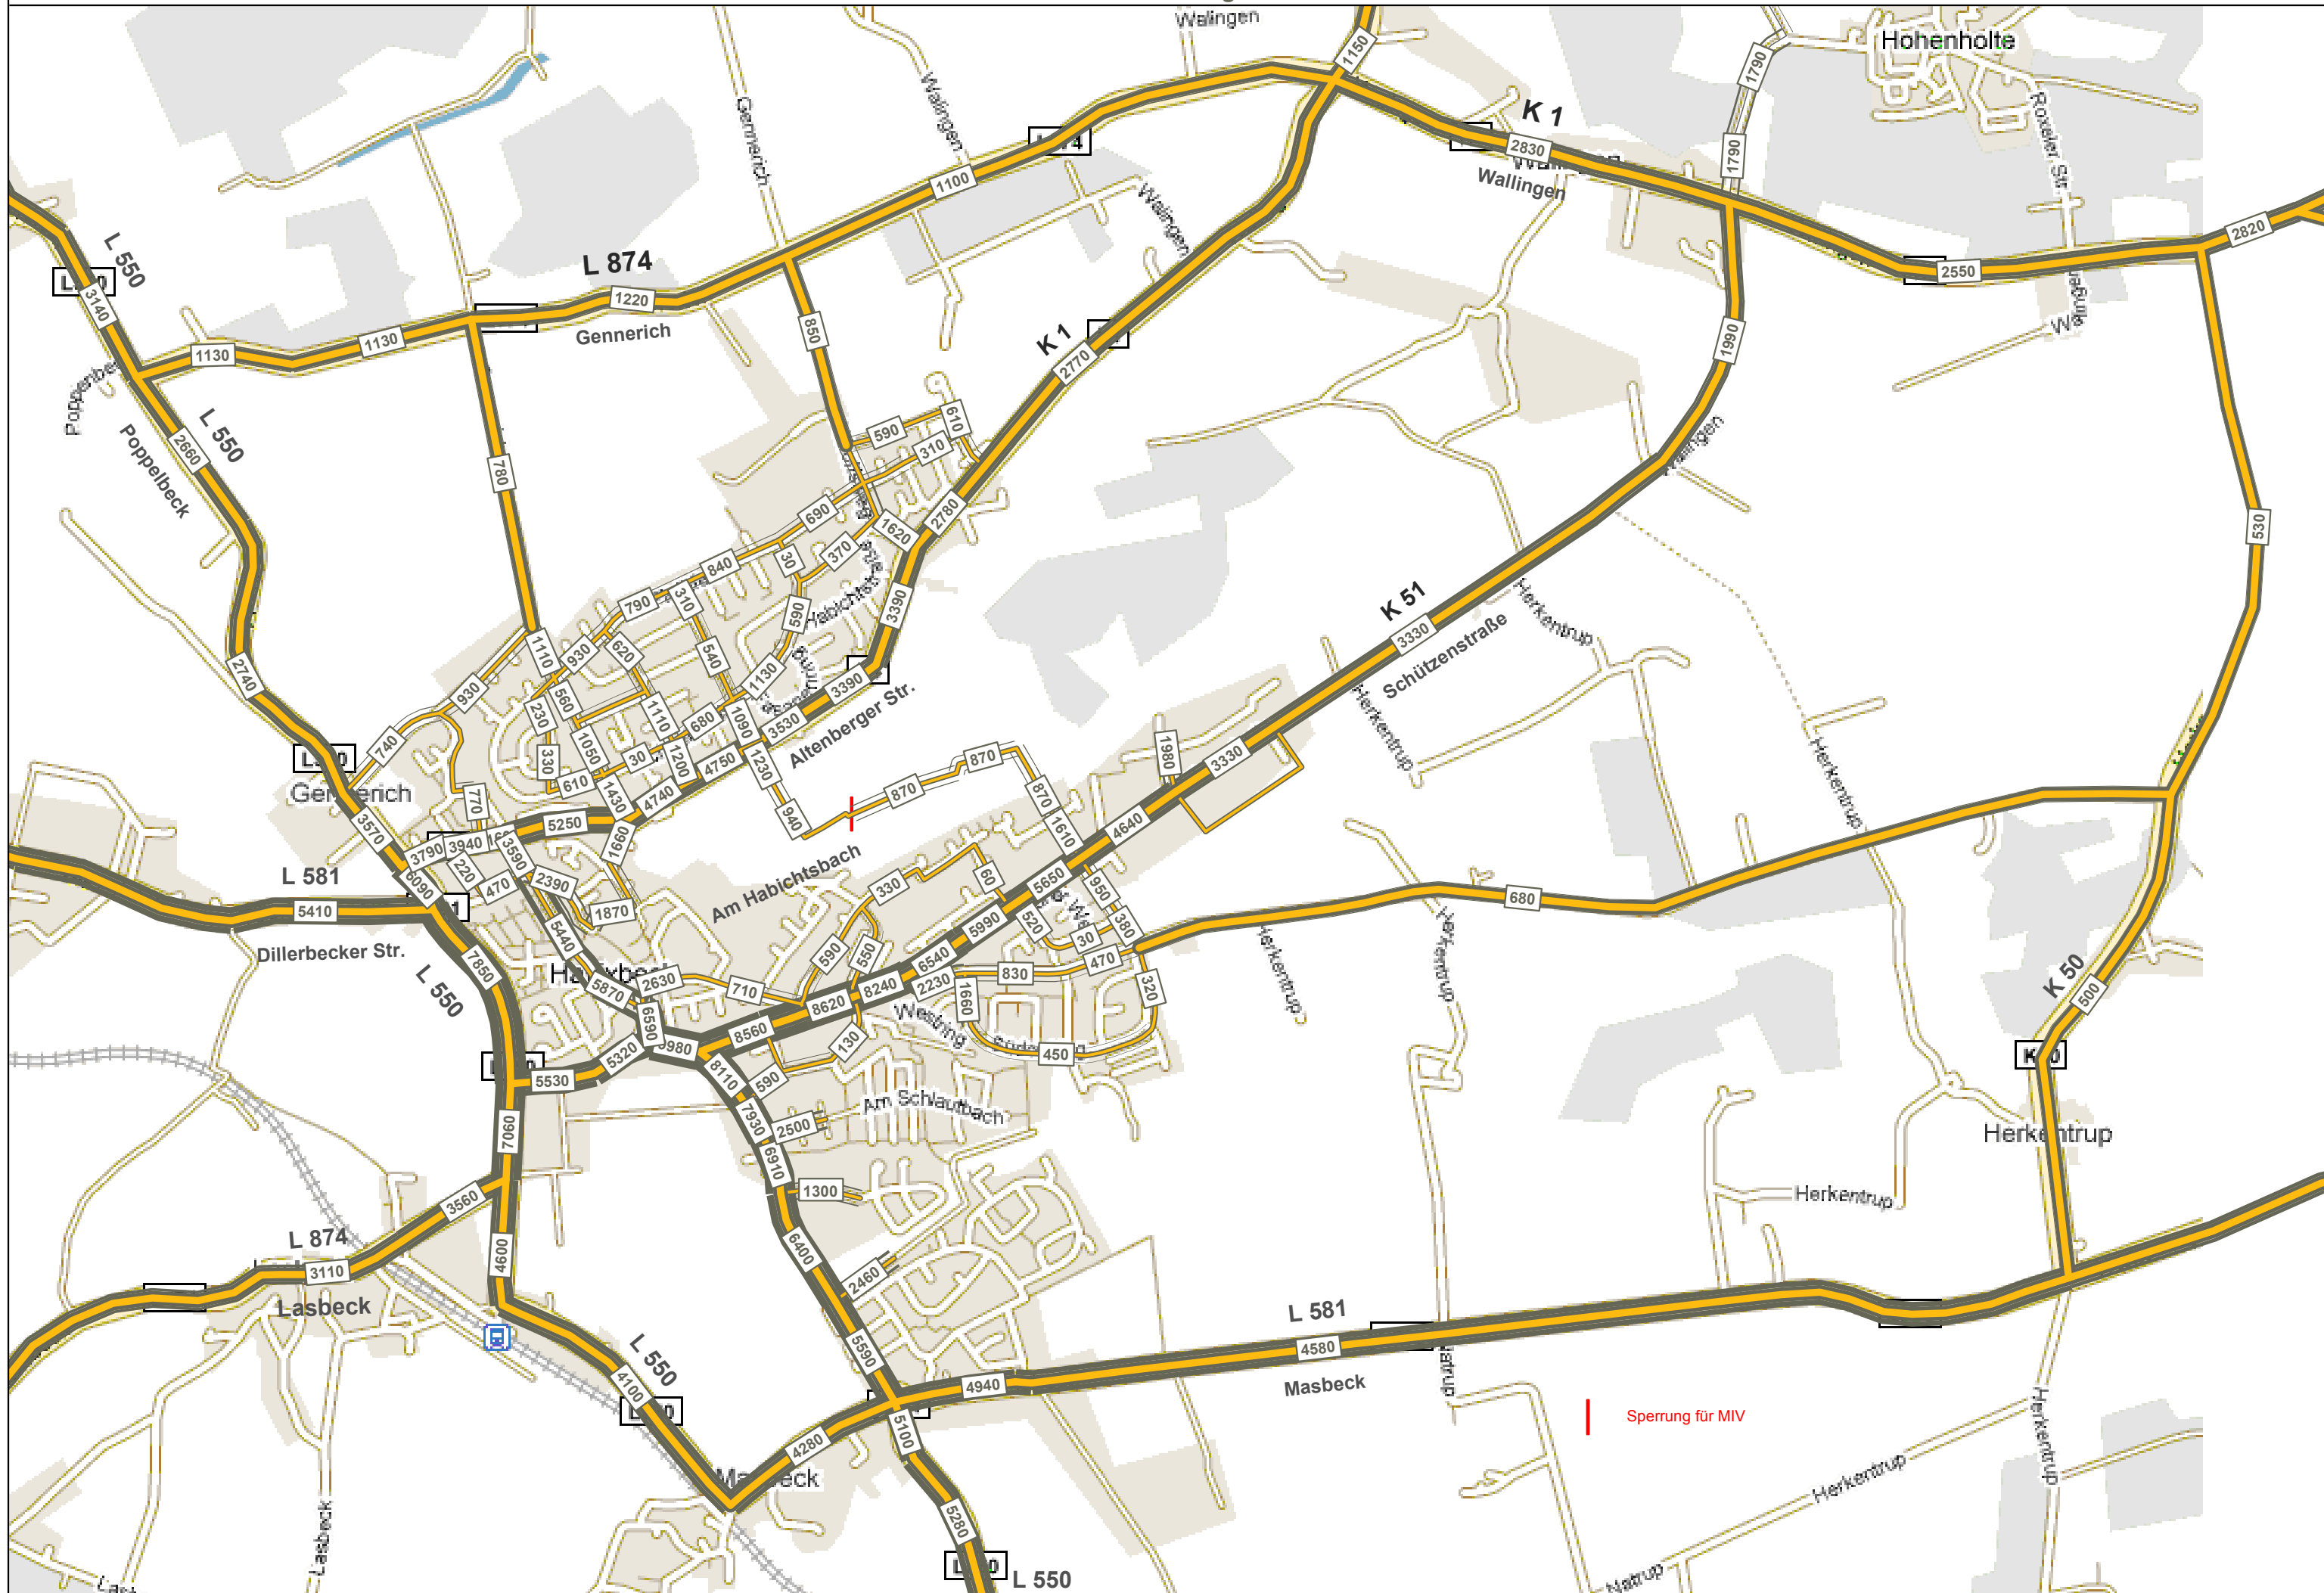 Walingen
1150
1790
Hohenholte
K 1
2830
1790
Wallingen
Roxeler Str.
Walingen
Gennerich
1100
Walingen
L 550
3140
L 874
1220
Gennerich
1130
1130
850
K 1
2770
2550
2820
1990
Walingen
530
L 550
2660
Poppelbeck
780
590
610
310
690
1620
2780
370
30
840
790
310
590
3390
K 51
3330
Schützenstraße
Herkentrup
Herkentrup
Herkentrup
2740
1110
930
620
540
1130
3390
930
560
230
1110
680
1090
3530
Altenberger Str.
740
330
1050
30
1200
4750
1230
610
1430
4740
940
870
870
870
1980
3330
Gennerich
3570
770
3790
3940
5250
1660
3590
6090
220
470
2390
1870
Am Habichtsbach
1610
4640
330
60
5650
950
L 581
5410
Dillerbecker Str.
7850
L 550
5440
5870
2630
710
590
550
5990
520
30
380
6540
470
680
Herkentrup
Herkentrup
830
2230
8240
8620
8560
1660
320
450
Westring
K 50
500
6590
5320
5530
8110
130
590
7930
2500
Am Schlautbach
6910
1300
7060
3560
L 874
3110
Lasbeck
4600
6400
2460
Herkentrup
Herkentrup
L 550
4100
5590
4940
L 581
4580
Masbeck
5100
4280
5280
L 550
Sperrung für MIV
Herkentrup
Herkentrup
Natrup
Lasbeck